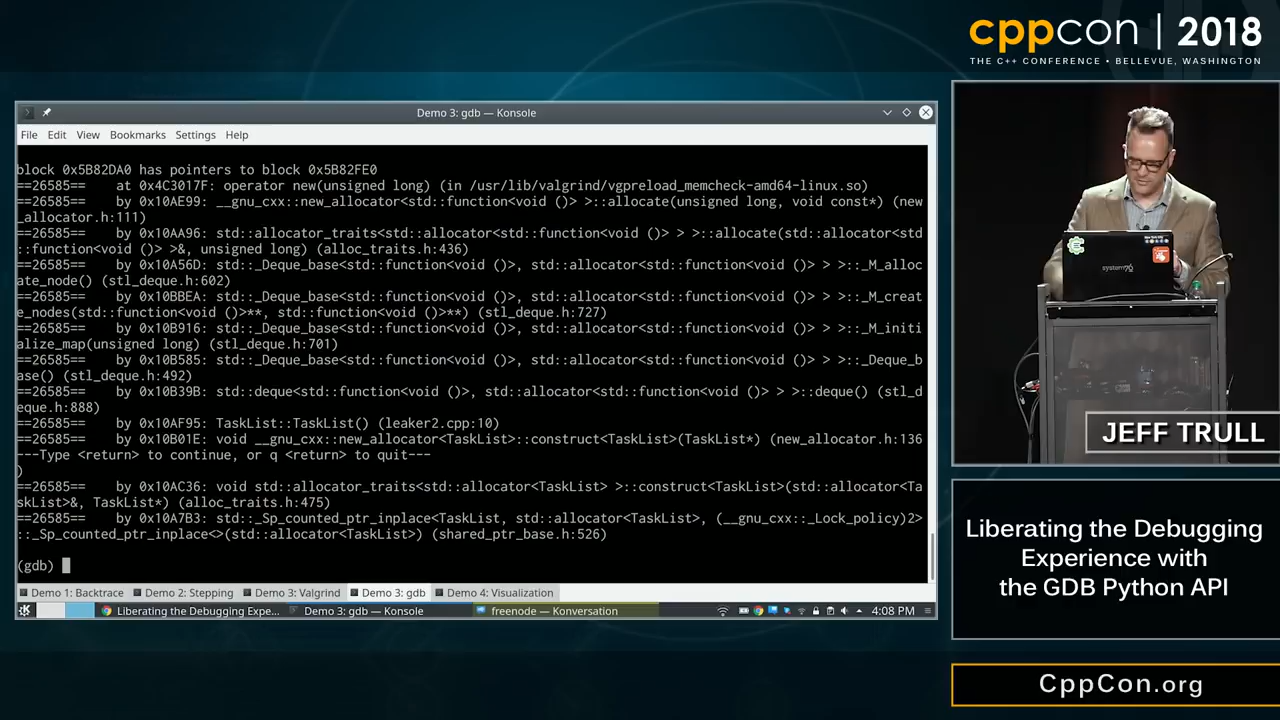 cppcon | 2018
THE C++ CONFERENCE • BELLEVUE, WASHINGTON
Demo 3: gdb — Konsole
File Edit View Bookmarks Settings Help
block 0x5B82DA0 has pointers to block 0x5B82FE0
==26585==    at 0x4C3017F: operator new(unsigned long) (in /usr/lib/valgrind/vgpreload_memcheck-amd64-linux.so)
==26585==    by 0x10AE99: __gnu_cxx::new_allocator<std::function<void ()> >::allocate(unsigned long, void const*) (new
_allocator.h:111)
==26585==    by 0x10AA96: std::allocator_traits<std::allocator<std::function<void ()> > >::allocate(std::allocator<std
::function<void ()> >&, unsigned long) (alloc_traits.h:436)
==26585==    by 0x10A56D: std::_Deque_base<std::function<void ()>, std::allocator<std::function<void ()> > >::_M_alloc
ate_node() (stl_deque.h:602)
==26585==    by 0x10BBEA: std::_Deque_base<std::function<void ()>, std::allocator<std::function<void ()> > >::_M_creat
e_nodes(std::function<void ()>**, std::function<void ()>**) (stl_deque.h:727)
==26585==    by 0x10B916: std::_Deque_base<std::function<void ()>, std::allocator<std::function<void ()> > >::_M_initi
alize_map(unsigned long) (stl_deque.h:701)
==26585==    by 0x10B585: std::_Deque_base<std::function<void ()>, std::allocator<std::function<void ()> > >::_Deque_b
ase() (stl_deque.h:492)
==26585==    by 0x10B39B: std::deque<std::function<void ()>, std::allocator<std::function<void ()> > >::deque() (stl_d
eque.h:888)
==26585==    by 0x10AF95: TaskList::TaskList() (leaker2.cpp:10)
==26585==    by 0x10B01E: void __gnu_cxx::new_allocator<TaskList>::construct<TaskList>(TaskList*) (new_allocator.h:136
---Type <return> to continue, or q <return> to quit---
)
==26585==    by 0x10AC36: void std::allocator_traits<std::allocator<TaskList> >::construct<TaskList>(std::allocator<Ta
skList>&, TaskList*) (alloc_traits.h:475)
==26585==    by 0x10A7B3: std::_Sp_counted_ptr_inplace<TaskList, std::allocator<TaskList>, (__gnu_cxx::_Lock_policy)2>
::_Sp_counted_ptr_inplace<>(std::allocator<TaskList>) (shared_ptr_base.h:526)
(gdb)
Demo 1: Backtrace Demo 2: Stepping Demo 3: Valgrind Demo 3: gdb Demo 4: Visualization
Liberating the Debugging Expe... Demo 3: gdb — Konsole freenode — Konversation 4:08 PM
system76
JEFF TRULL
Liberating the Debugging
Experience with
the GDB Python API
CppCon.org